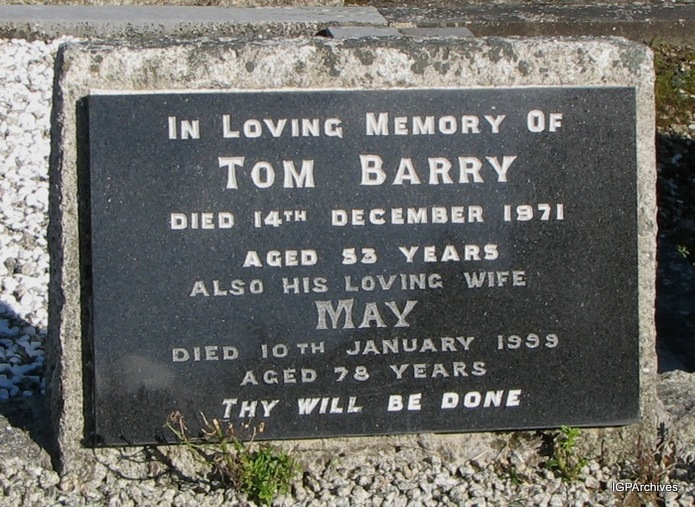 IN LOVING MEMORY OF
TOM BARRY
DIED 14TH DECEMBER 1971
AGED 53 YEARS
ALSO HIS LOVING WIFE
MAY
DIED 10TH JANUARY 1999
AGED 78 YEARS
THY WILL BE DONE
IGPArchives